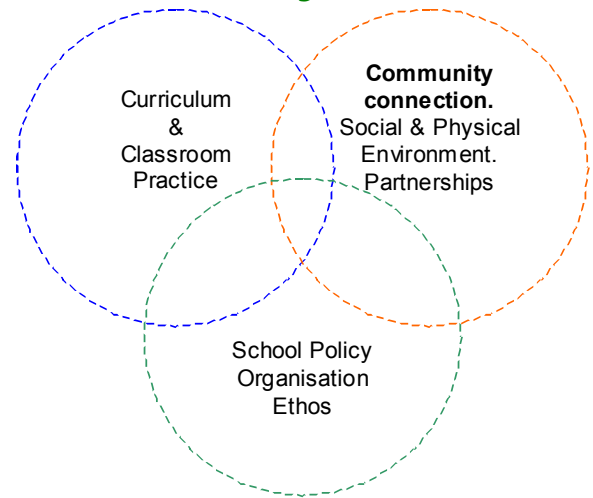 Curriculum
&
Classroom
Practice
Community
connection.
Social & Physical
Environment.
Partnerships
School Policy
Organisation
Ethos